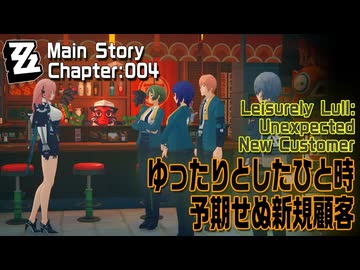 Main Story
Chapter:004
Leisurely Lull:
Unexpected
New Customer
ゆったりとしたひと時
予期せぬ新規顧客